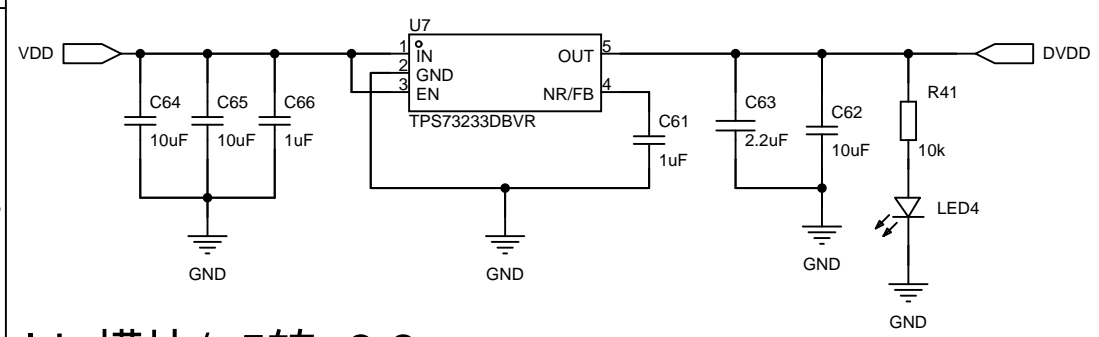 U7
VDD
1
IN
OUT
5
DVDD
2
GND
3
EN
NR/FB
4
TPS73233DBVR
C64
10uF
C65
10uF
C66
1uF
C61
1uF
C63
2.2uF
C62
10uF
R41
10k
LED4
GND
GND
GND
GND